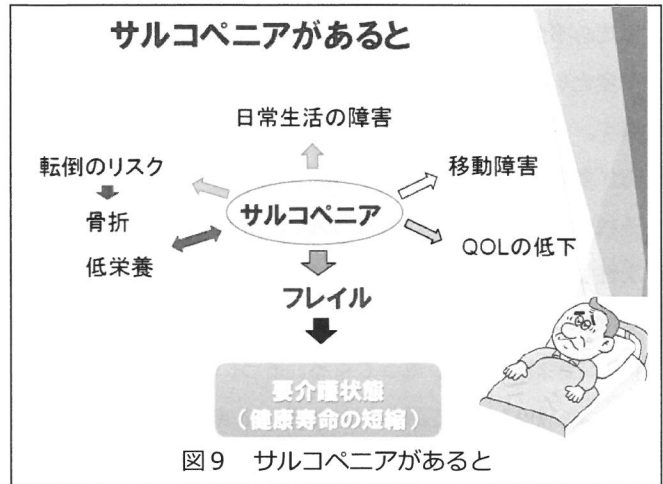 サルコペニアがあると
日常生活の障害
転倒のリスク
移動障害
骨折
サルコペニア
低栄養
QOLの低下
フレイル
要介護状態
(健康寿命の短縮)
図9 サルコペニアがあると